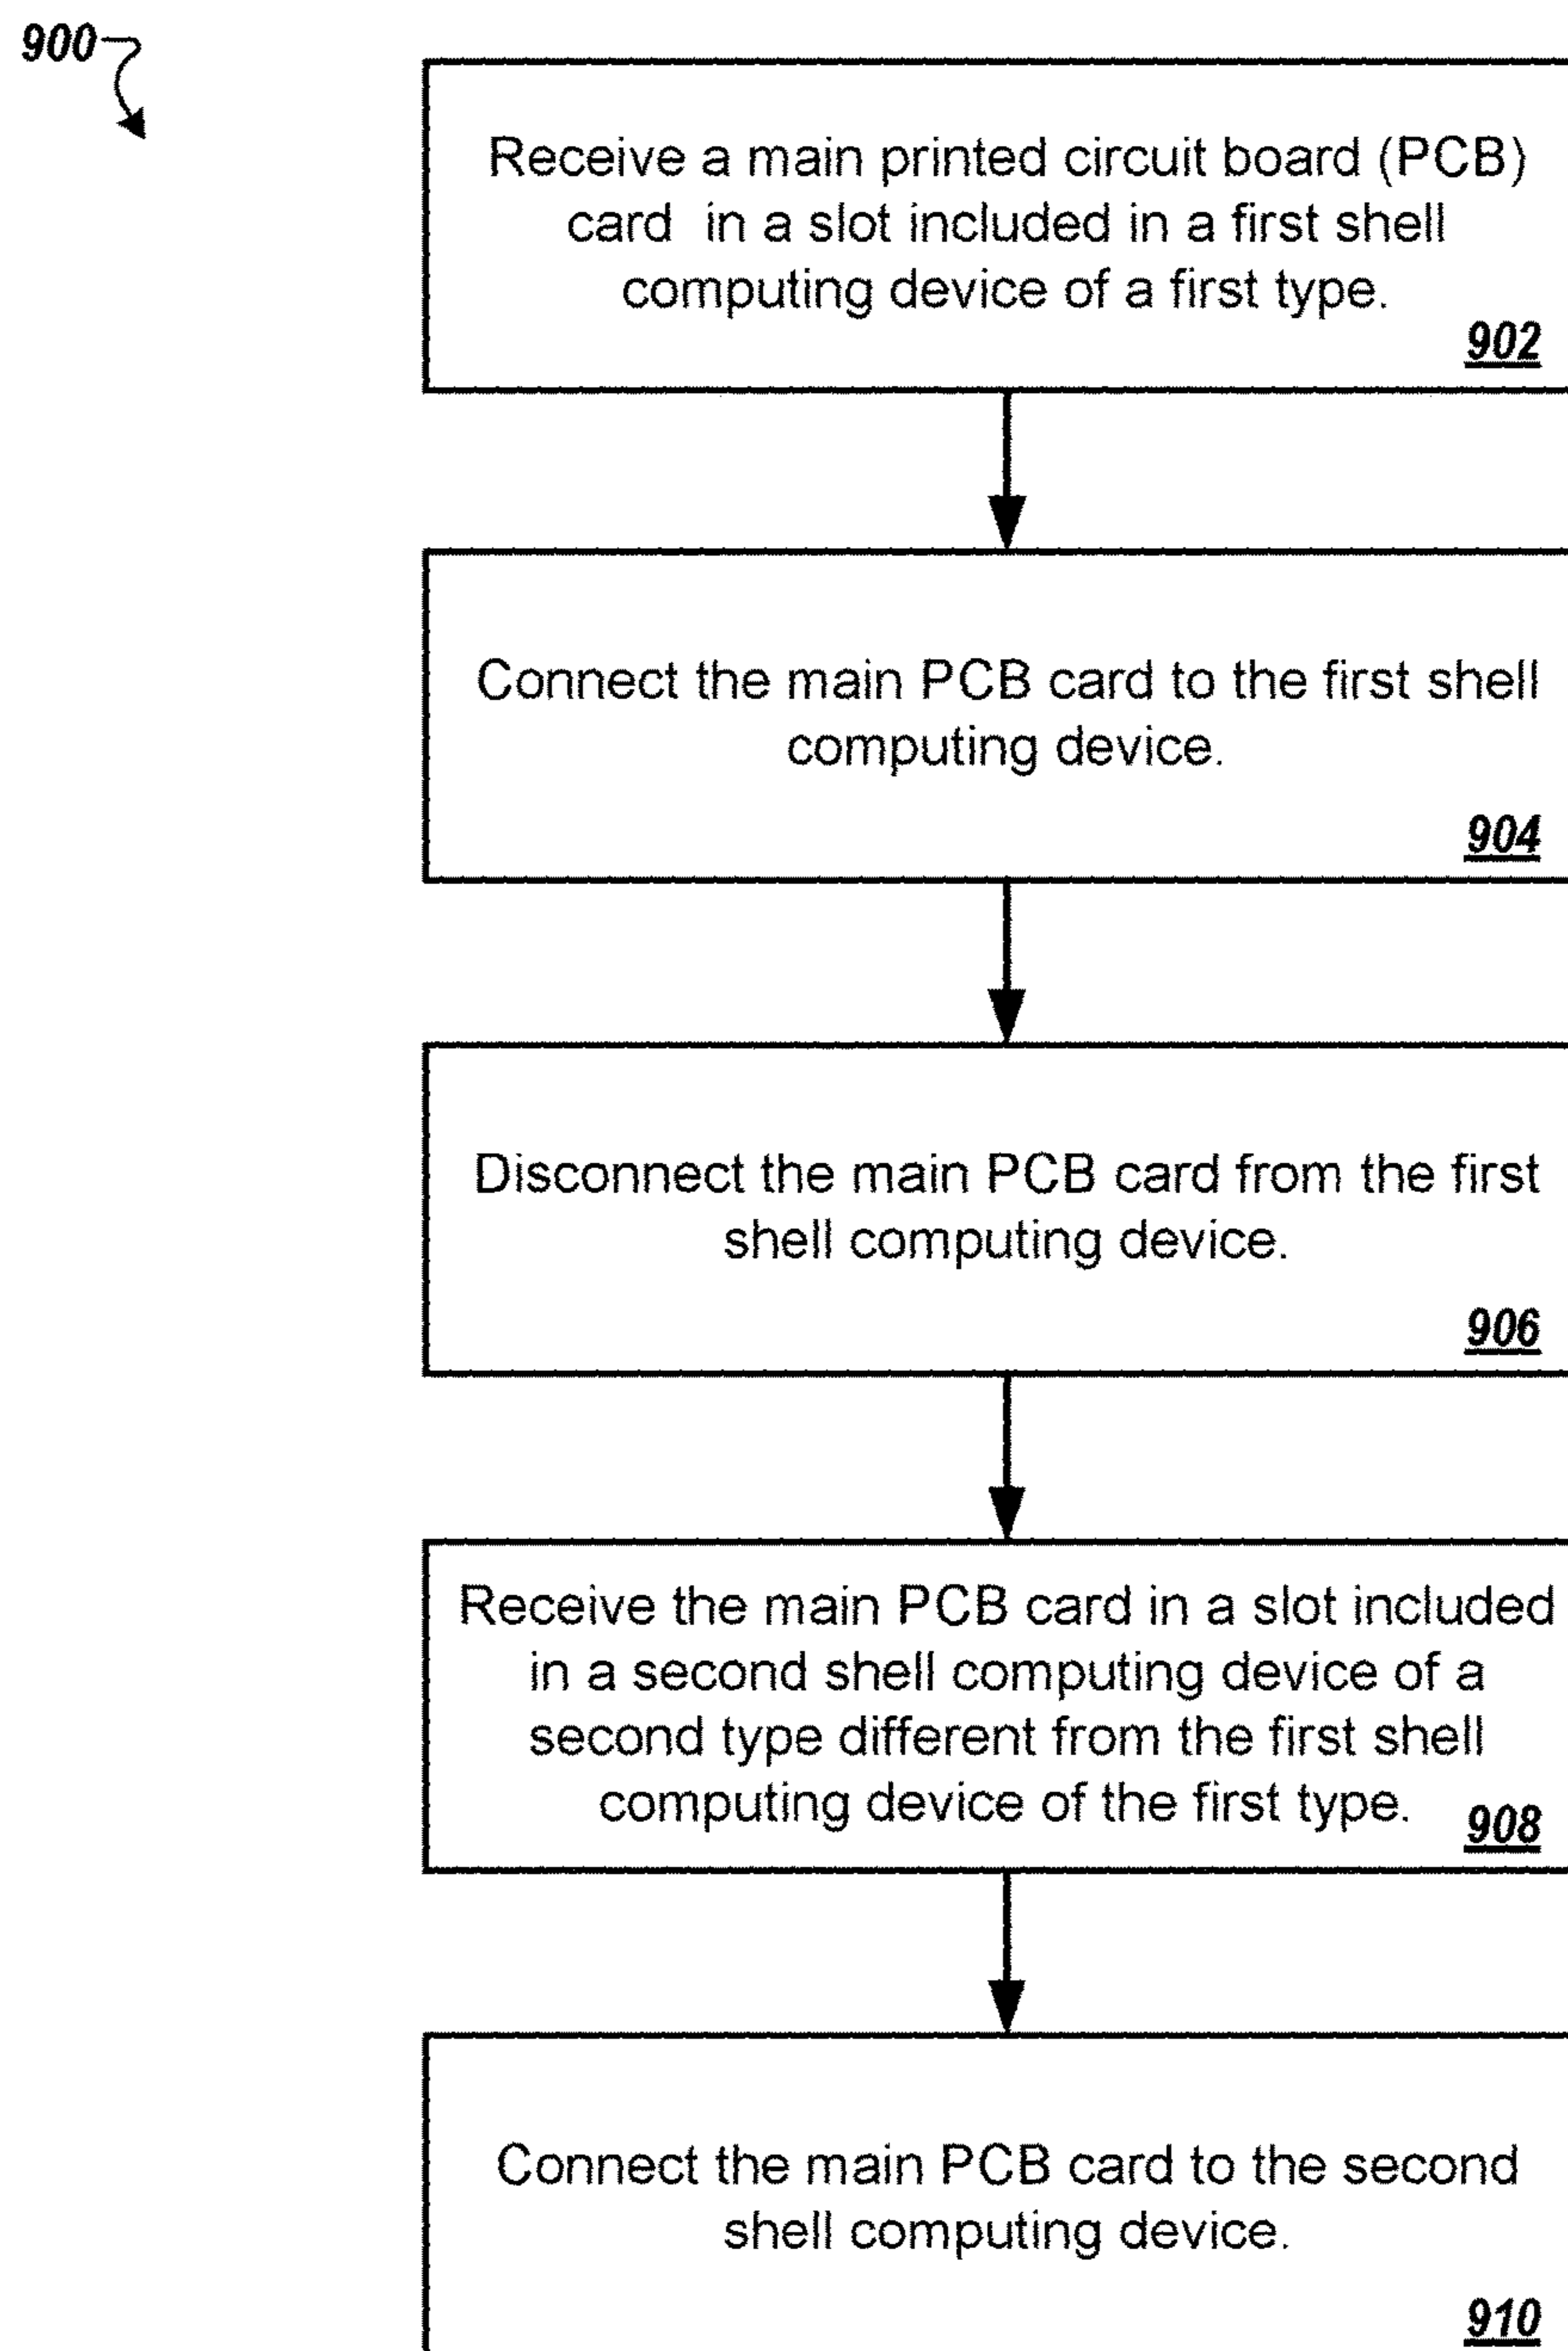 900
Receive a main printed circuit board (PCB)
card in a slot included in a first shell
computing device of a first type.
902
Connect the main PCB card to the first shell
computing device.
904
Disconnect the main PCB card from the first
shell computing device.
906
Receive the main PCB card in a slot included
in a second shell computing device of a
second type different from the first shell
computing device of the first type.
908
Connect the main PCB card to the second
shell computing device.
910